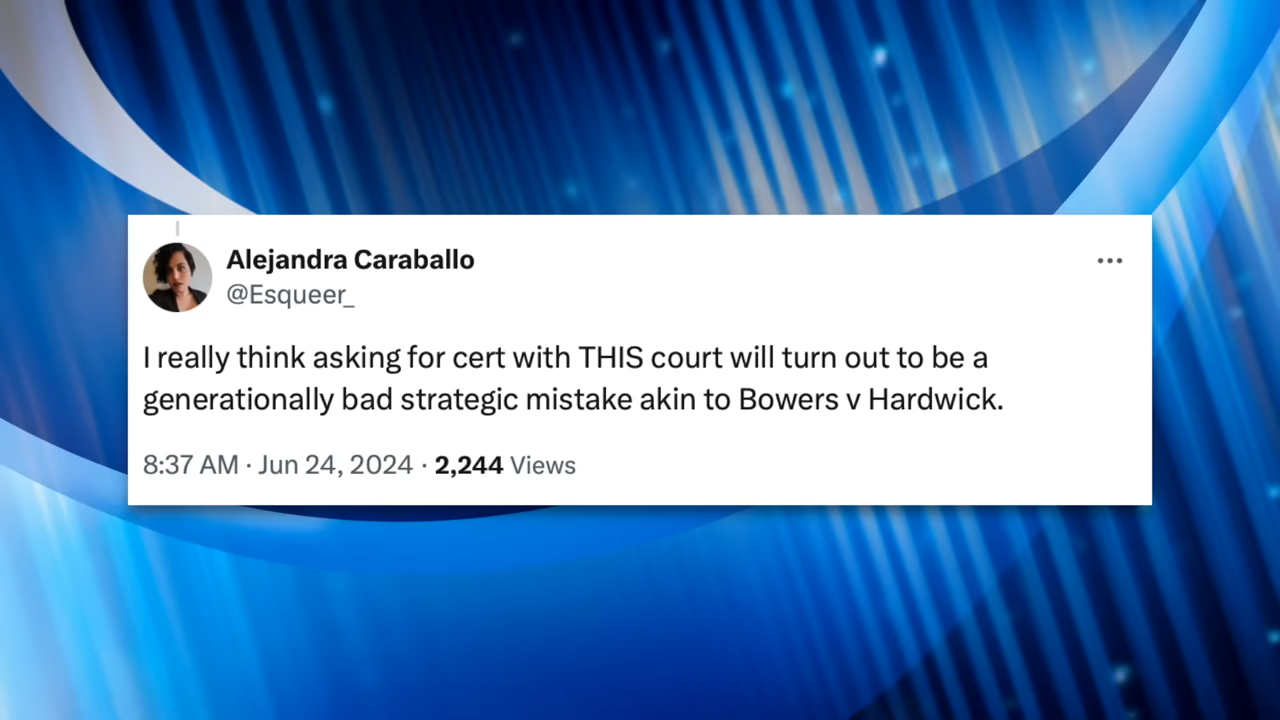 Alejandra Caraballo
@Esqueer_
I really think asking for cert with THIS court will turn out to be a
generationally bad strategic mistake akin to Bowers v Hardwick.
8:37 AM · Jun 24, 2024 · 2,244 Views